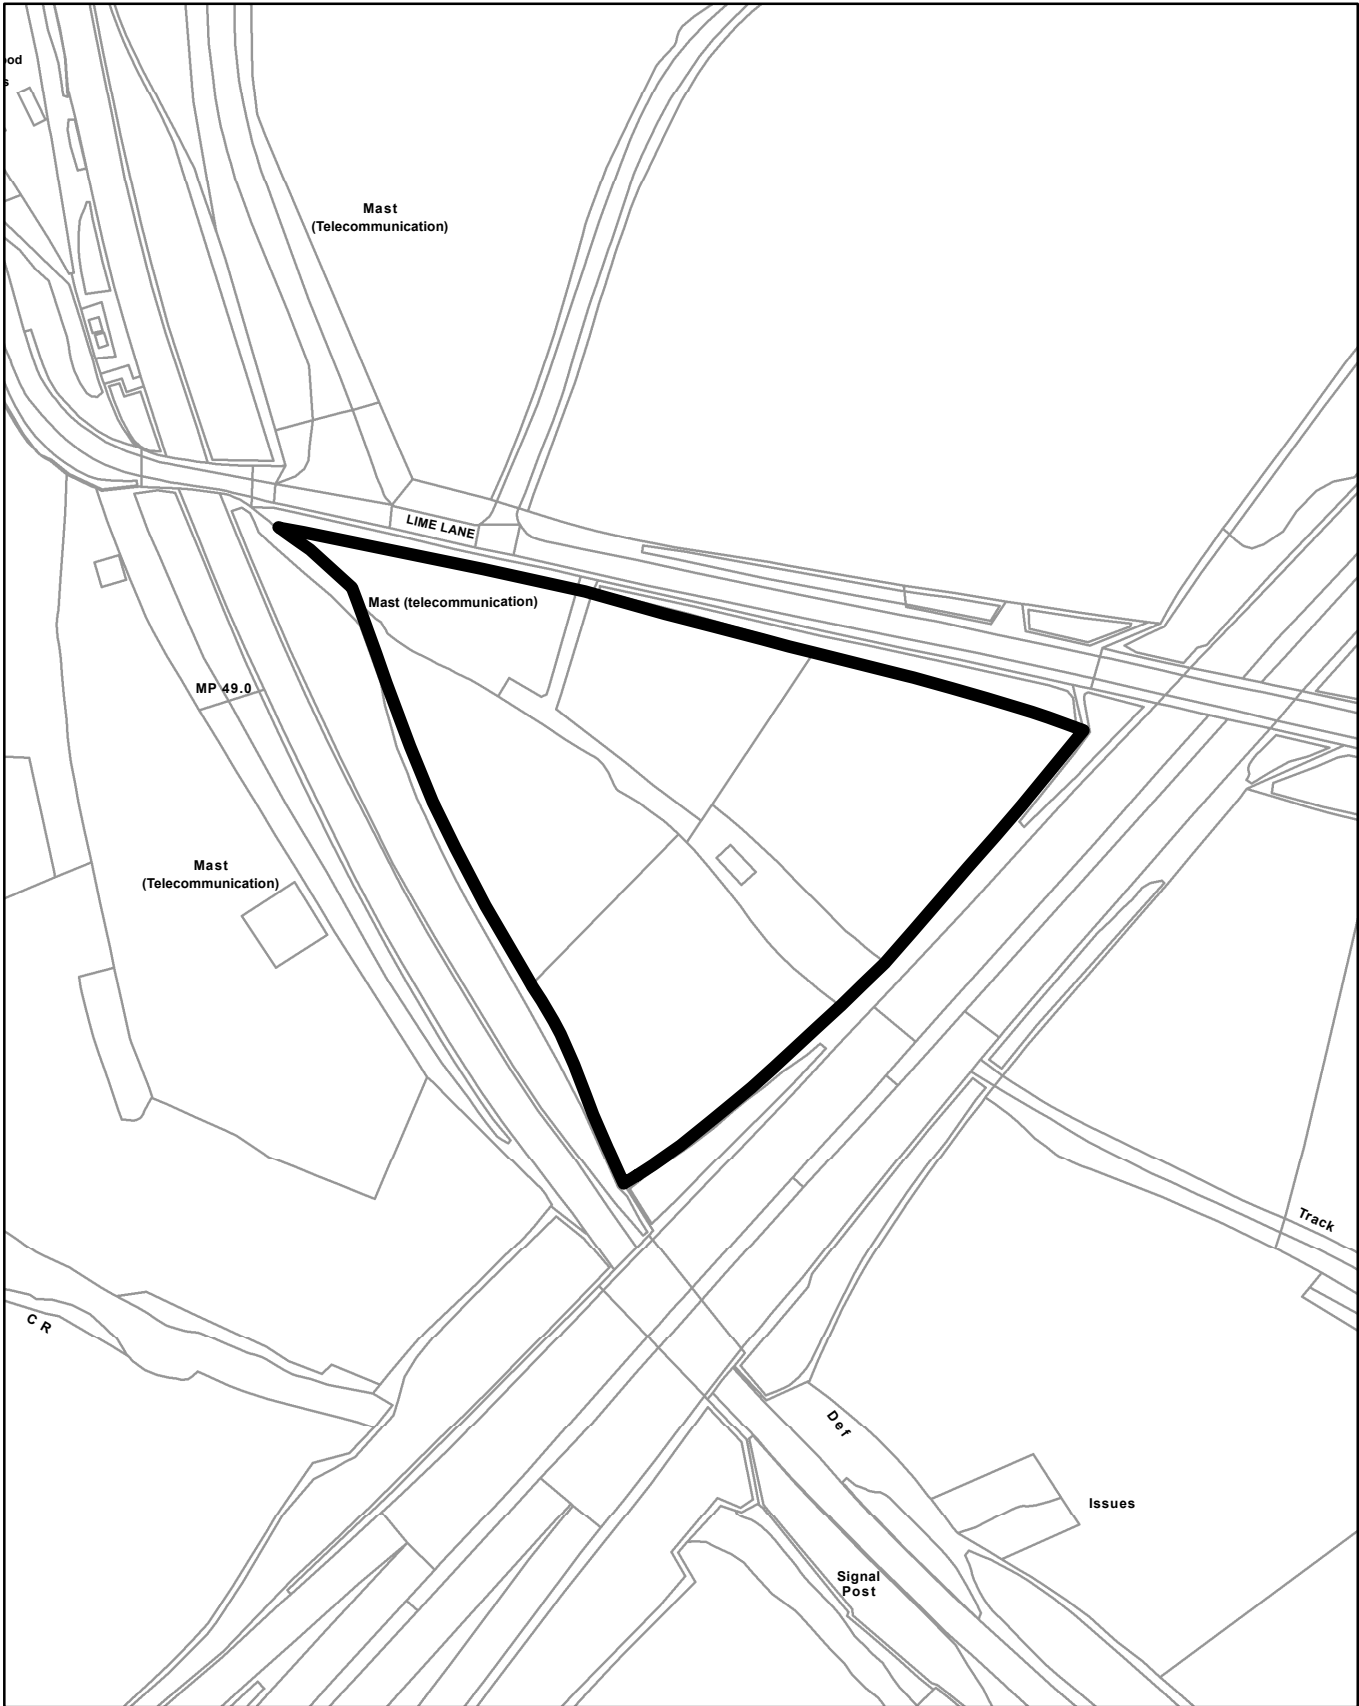 Mast
(Telecommunication)
LIME LANE
Mast (telecommunication)
MP 49.0
Mast
(Telecommunication)
Track
C R
Def
Issues
Signal
Post